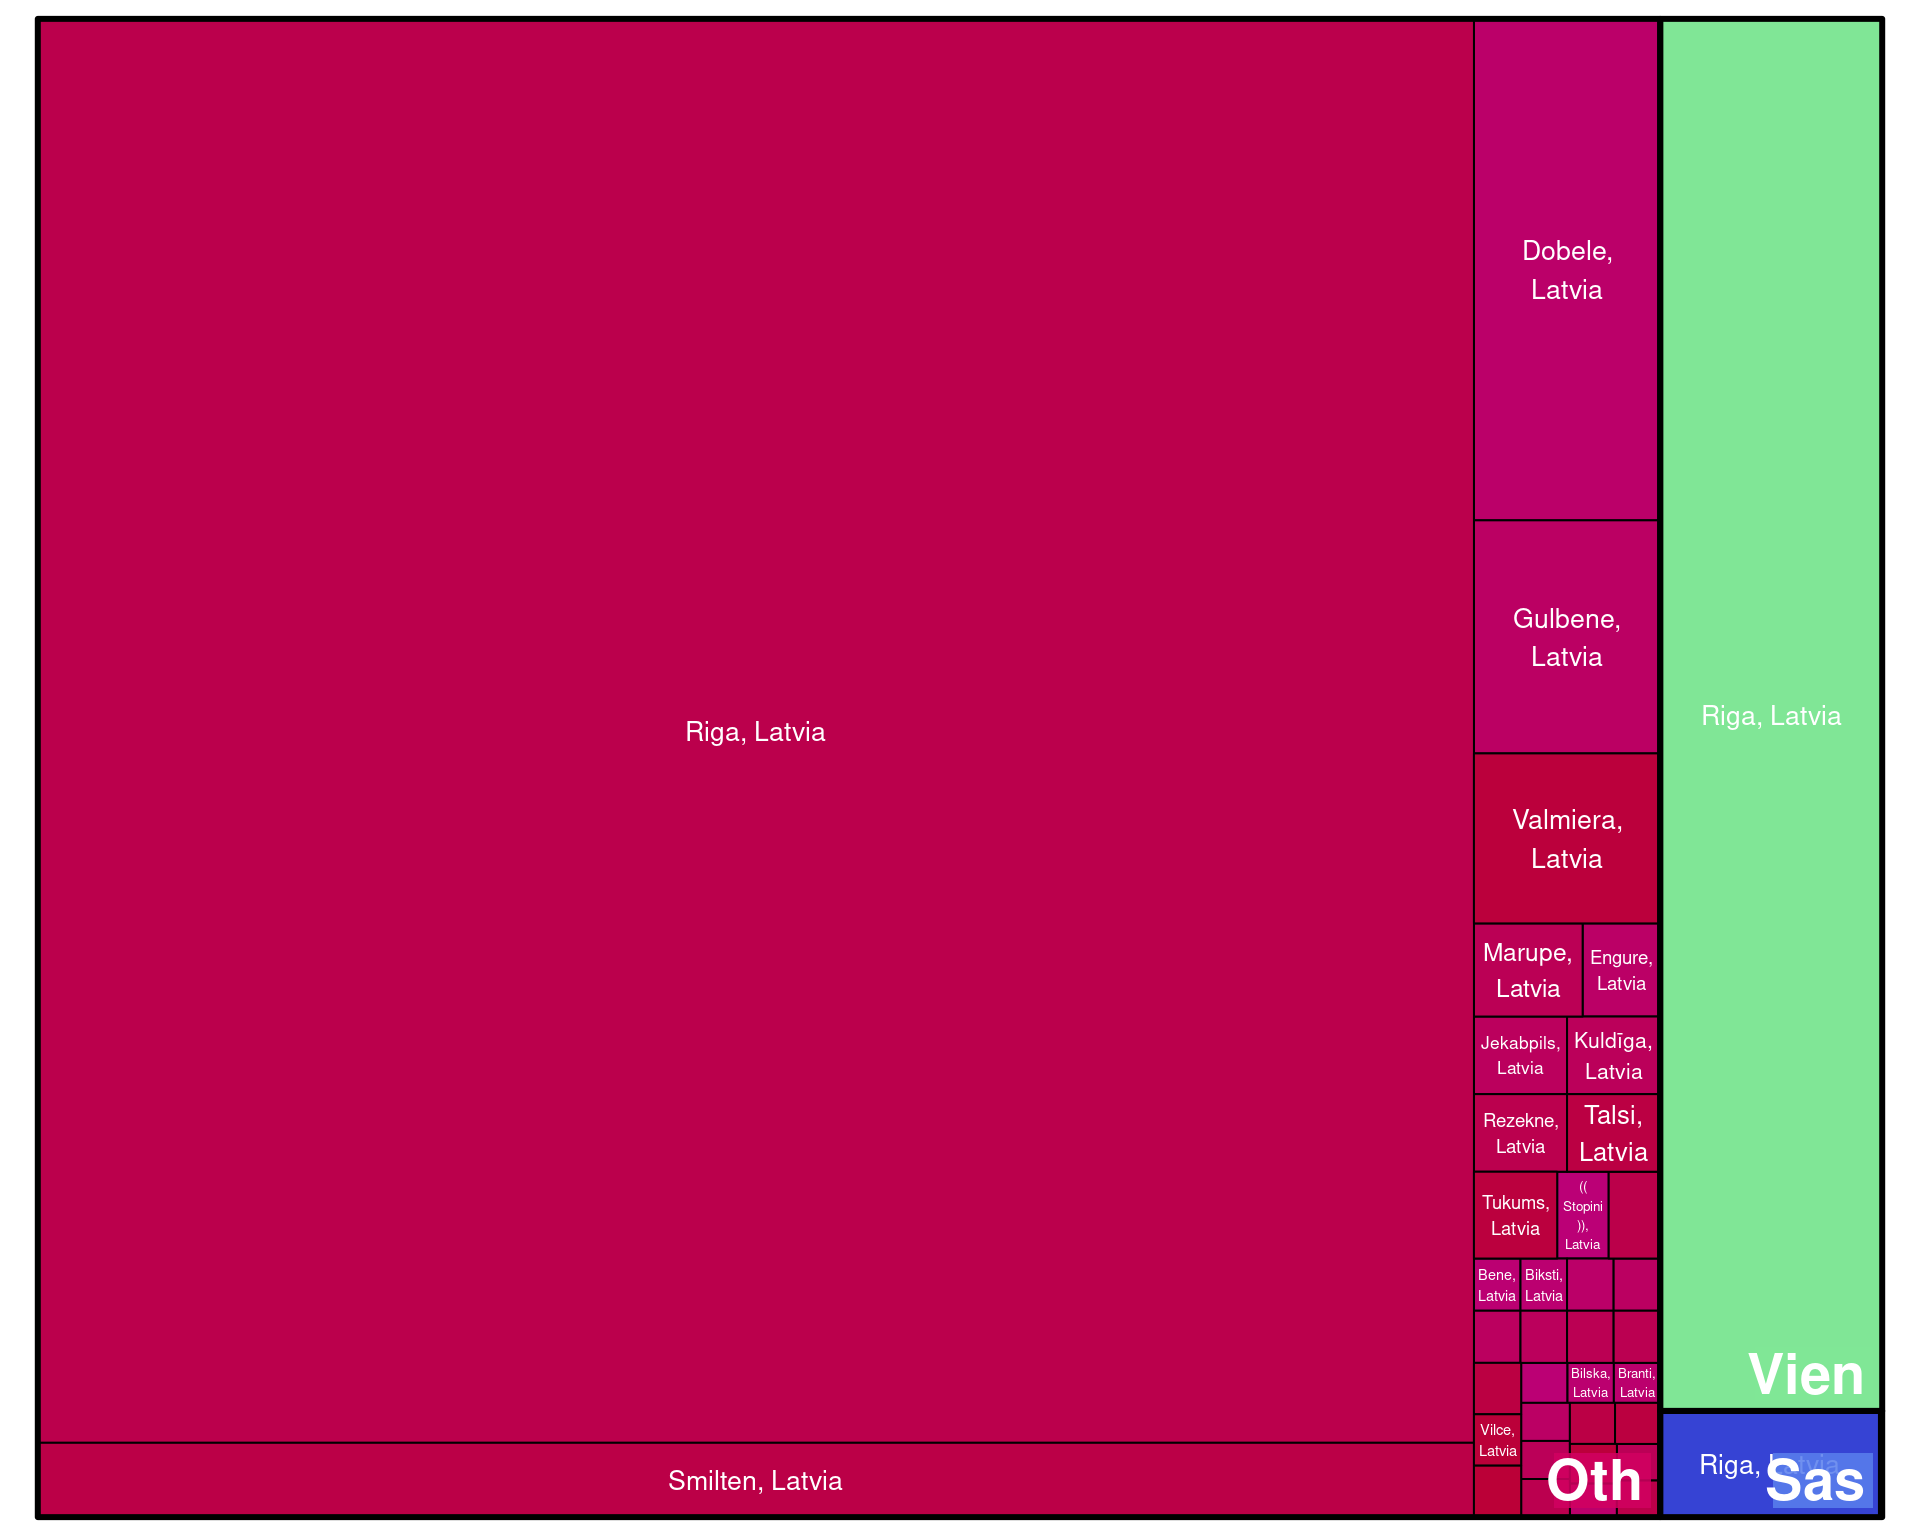 Riga, Latvia
Smilten, Latvia
Dobele,
Latvia
Gulbene,
Latvia
Valmiera,
Latvia
Marupe,
Latvia
Engure,
Latvia
Jekabpils,
Latvia
Kuldīga,
Latvia
Rezekne,
Latvia
Talsi,
Latvia
Tukums,
Latvia
((
Stopini
)),
Latvia
Bene,
Latvia
Biksti,
Latvia
Bilska,
Latvia
Branti,
Latvia
Vilce,
Latvia
Oth
Riga, Latvia
Vien
Riga, Latvia
Sas